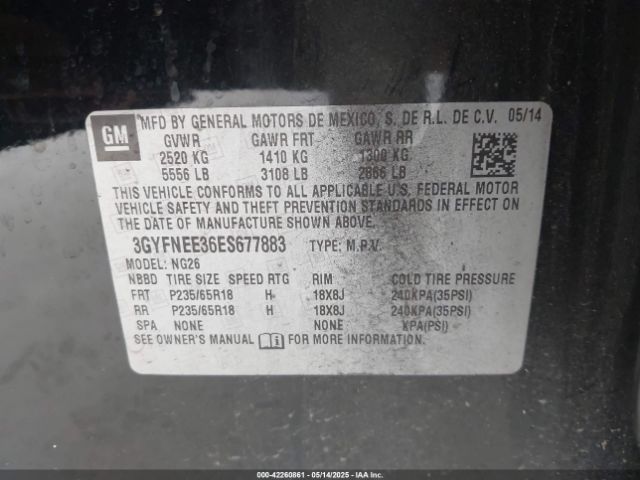 GM
MFD BY GENERAL MOTORS DE MEXICO, S. DE R.L. DE C.V. 05/14
GVWR GAWR FRT GAWR RR
2520 KG 1410 KG 1300 KG
5556 LB 3108 LB 2866 LB
THIS VEHICLE CONFORMS TO ALL APPLICABLE U.S. FEDERAL MOTOR
VEHICLE SAFETY AND THEFT PREVENTION STANDARDS IN EFFECT ON THE
DATE OF MANUFACTURE SHOWN ABOVE.
3GYFNEE36ES677883 TYPE: M.P.V.
MODEL: NG26
NBBD TIRE SIZE SPEED RTG RIM COLD TIRE PRESSURE
FRT P235/65R18 H 18X8J 240KPA(35PSI)
RR P235/65R18 H 18X8J 240KPA(35PSI)
SPA NONE NONE KPA(PSI)
SEE OWNER'S MANUAL FOR MORE INFORMATION.
000-42260861 - 05/14/2025 - IAAI.COM